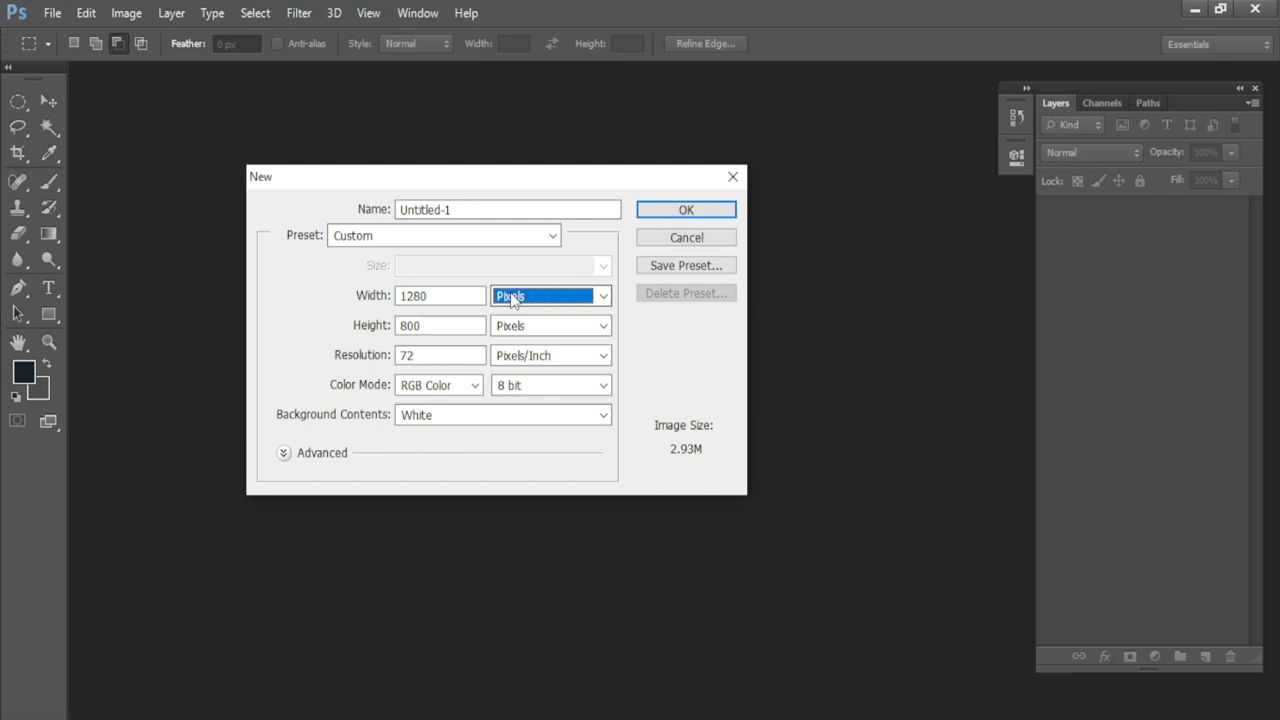 Ps File Edit Image Layer Type Select Filter 3D View Window Help
Feather: 0 px Anti-alias Style: Normal Width: Height: Refine Edge... Essentials
Layers Channels Paths
Kind
Normal Opacity: 100%
Lock: Fill: 100%
New
Name: Untitled-1 OK
Preset: Custom Cancel
Size: Save Preset...
Width: 1280 Pixels Delete Preset...
Height: 800 Pixels
Resolution: 72 Pixels/Inch
Color Mode: RGB Color 8 bit
Background Contents: White
Image Size:
2.93M
Advanced